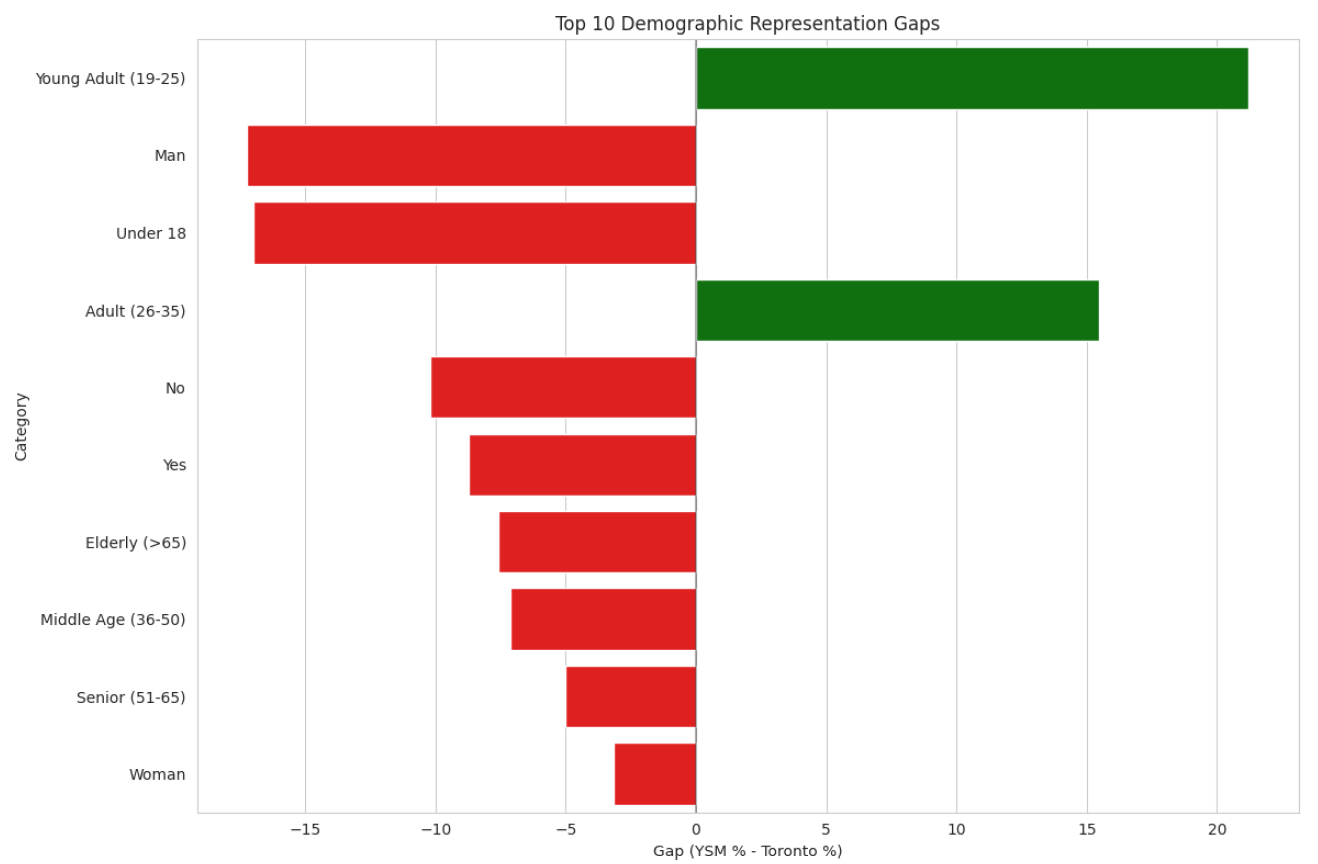 Top 10 Demographic Representation Gaps
Young Adult (19-25)
Man
Under 18
Adult (26-35)
No
Yes
Elderly (>65)
Middle Age (36-50)
Senior (51-65)
Woman
Category
−15
−10
−5
0
5
10
15
20
Gap (YSM % - Toronto %)